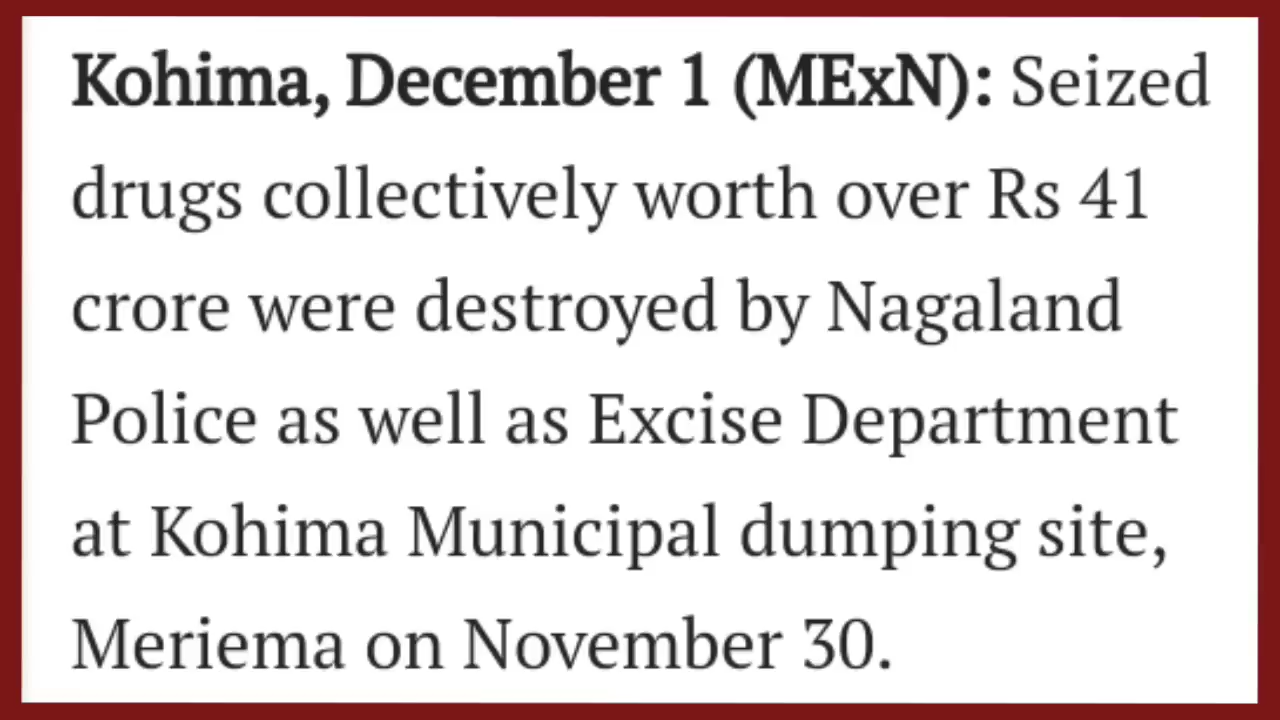 Kohima, December 1 (MExN): Seized
drugs collectively worth over Rs 41
crore were destroyed by Nagaland
Police as well as Excise Department
at Kohima Municipal dumping site,
Meriema on November 30.